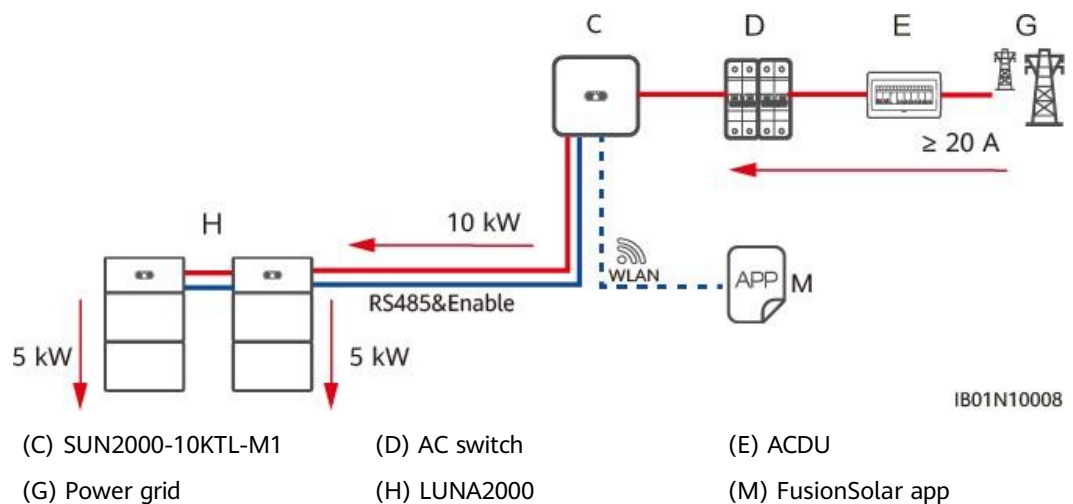 C D E G
≥ 20 A
H
10 kW
WLAN
APP M
RS485&Enable
5 kW 5 kW
IB01N10008
(C) SUN2000-10KTL-M1 (D) AC switch (E) ACDU
(G) Power grid (H) LUNA2000 (M) FusionSolar app